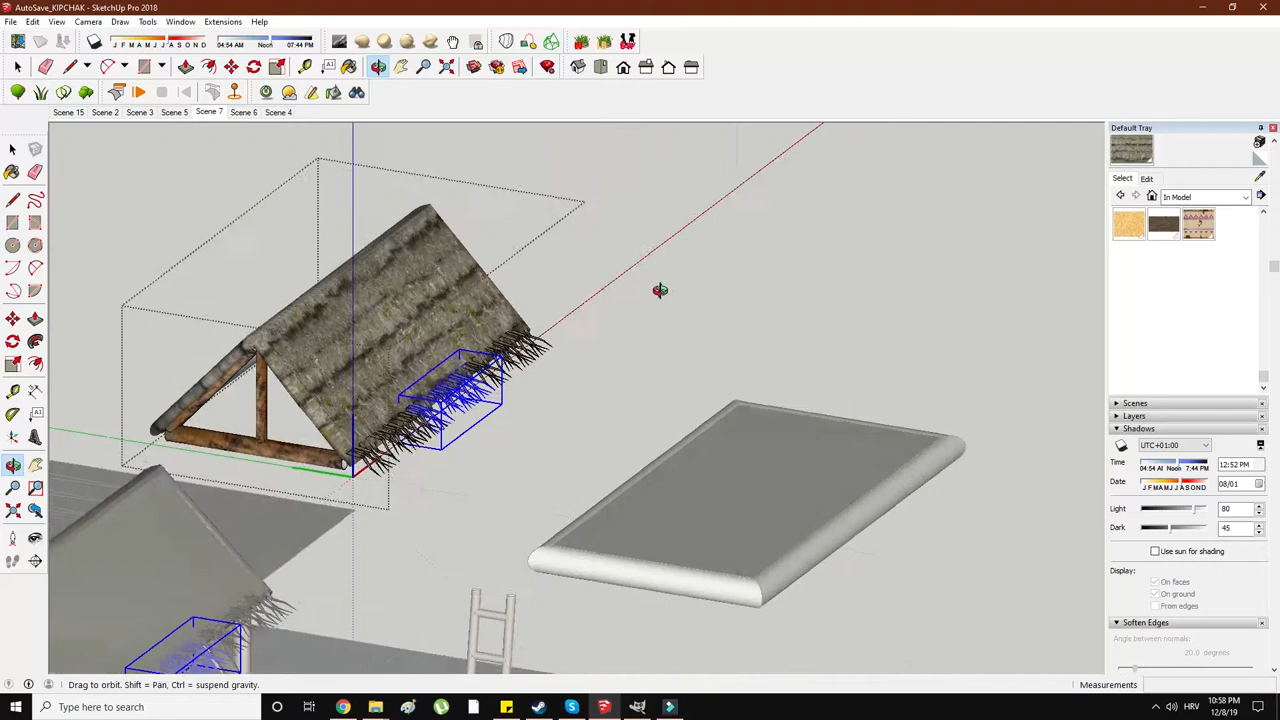 AutoSave_KIPCHAK - SketchUp Pro 2018
File Edit View Camera Draw Tools Window Extensions Help
J F M A M J J A S O N D 04:54 AM Noon 07:44 PM
Scene 15 Scene 2 Scene 3 Scene 5 Scene 7 Scene 6 Scene 4
Default Tray
Select Edit
In Model
Scenes
Layers
Shadows
UTC+01:00
Time 04:54 AM Noon 7:44 PM 12:52 PM
Date J F M A M J J A S O N D 08/01
Light 80
Dark 45
Use sun for shading
Display:
On faces
On ground
From edges
Soften Edges
Angle between normals:
20.0 degrees
Drag to orbit. Shift = Pan, Ctrl = suspend gravity.
Measurements
Type here to search
HRV
10:58 PM
12/8/19